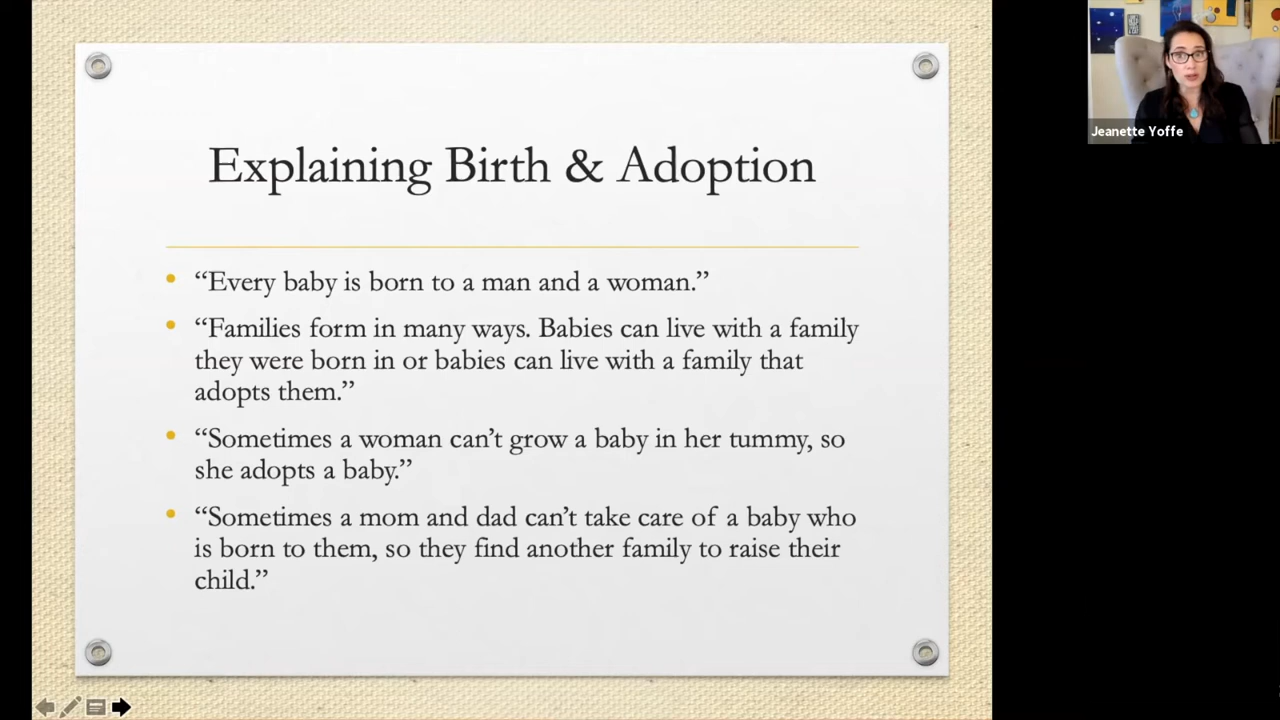 Explaining Birth & Adoption
“Every baby is born to a man and a woman.”
“Families form in many ways. Babies can live with a family
they were born in or babies can live with a family that
adopts them.”
“Sometimes a woman can’t grow a baby in her tummy, so
she adopts a baby.”
“Sometimes a mom and dad can’t take care of a baby who
is born to them, so they find another family to raise their
child.”
Jeanette Yoffe